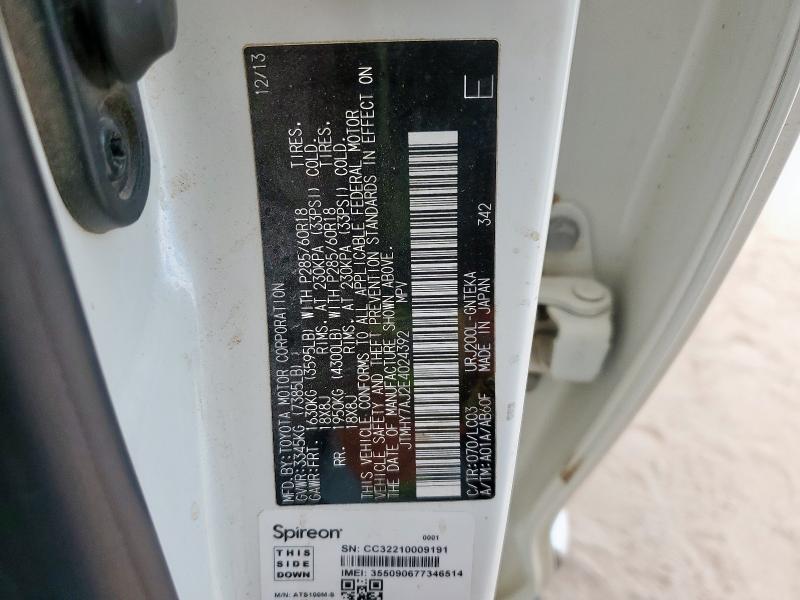 MFD.BY:TOYOTA MOTOR CORPORATION 12/13
GVWR:3345KG (7385LB)
GAWR:FRT. 1630KG (3595LB) WITH P285/60R18 TIRES.
18X8J RIMS. AT 230KPA (33PSI) COLD.
RR. 1950KG (4300LB) WITH P285/60R18 TIRES.
18X8J RIMS. AT 230KPA (33PSI) COLD.
THIS VEHICLE CONFORMS TO ALL APPLICABLE FEDERAL MOTOR
VEHICLE SAFETY AND THEFT PREVENTION STANDARDS IN EFFECT ON
THE DATE OF MANUFACTURE SHOWN ABOVE.
JTMHY7AJ2E4024392 MPV
C/TR:070/LCC3 URJ200L-GNTEKA
A/TM:A01A/AB60F MADE IN JAPAN 342 E
Spireon
0001
THIS
SIDE
DOWN
SN: CC32210009191
IMEI: 355090677346514